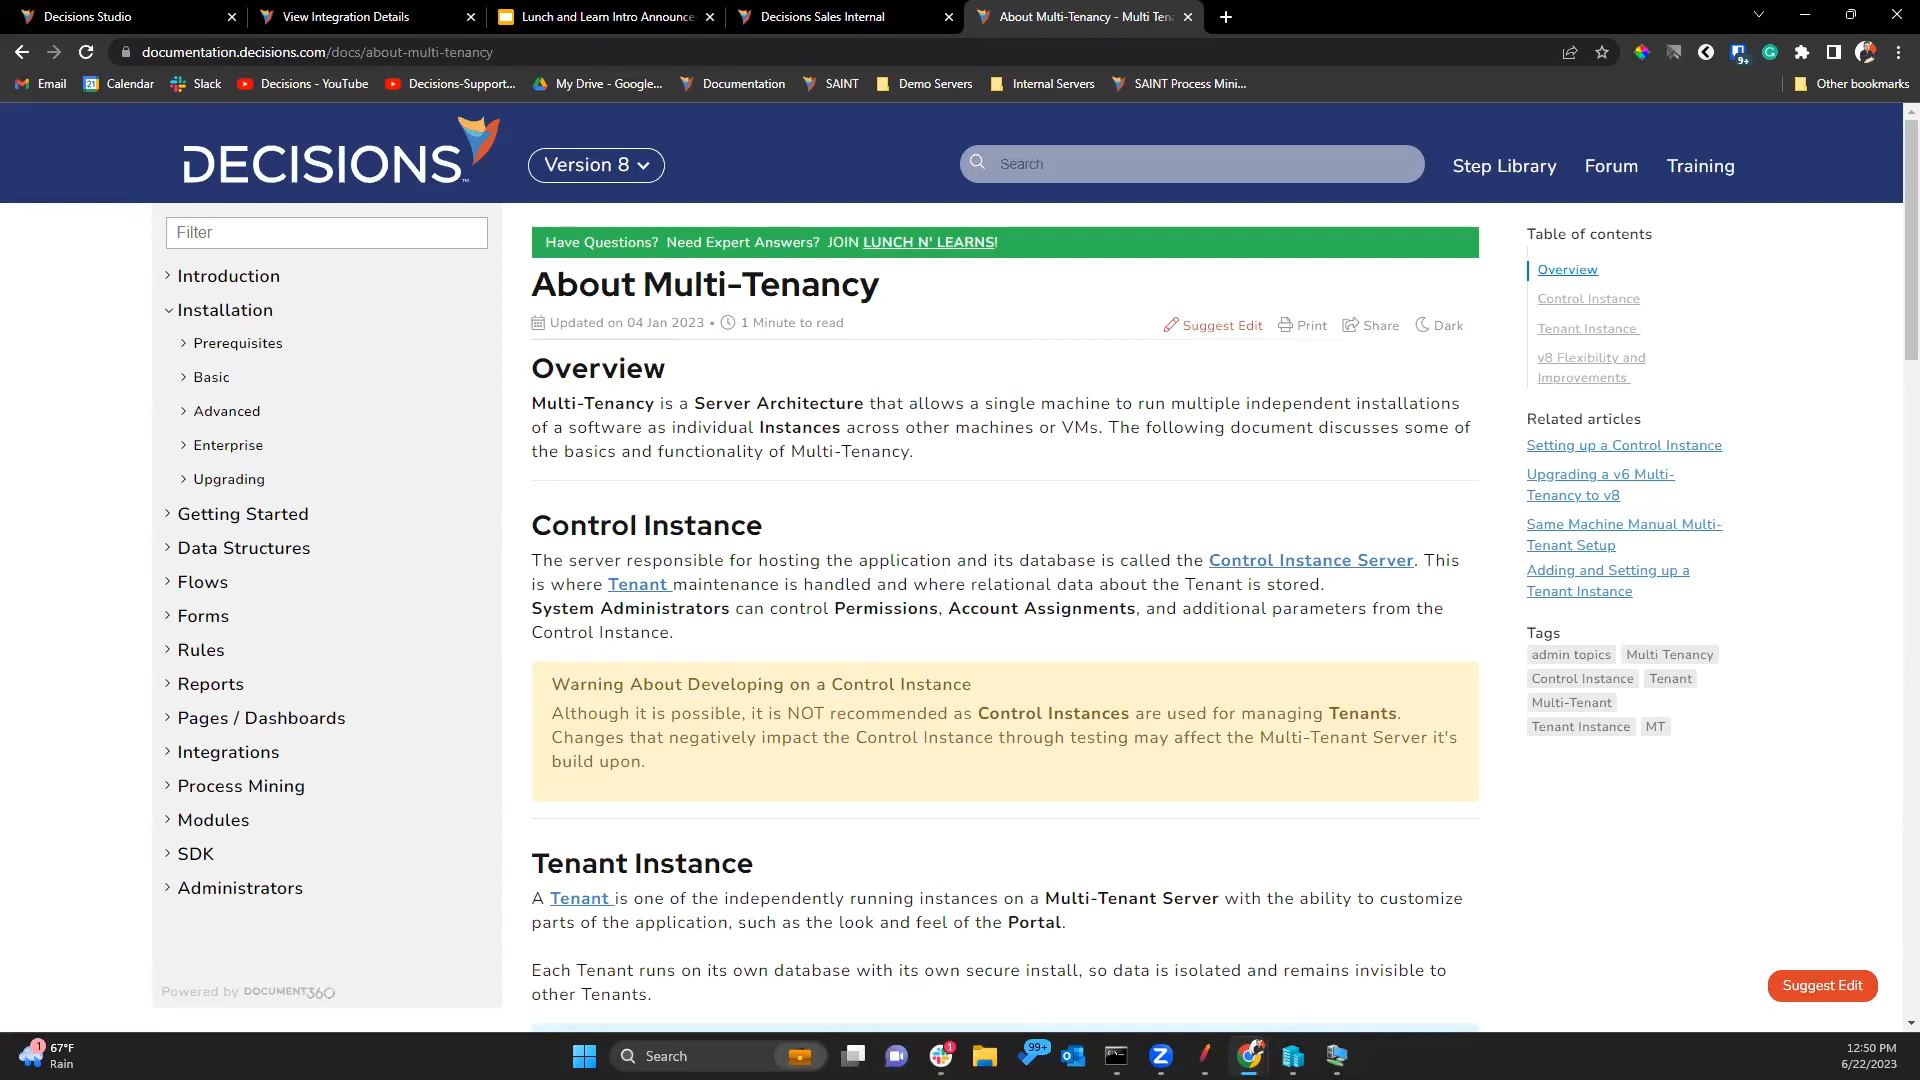 Decisions Studio
View Integration Details
Lunch and Learn Intro Announce
Decisions Sales Internal
About Multi-Tenancy - Multi Ten
documentation.decisions.com/docs/about-multi-tenancy
9+
Email
Calendar
Slack
Decisions - YouTube
Decisions-Support...
My Drive - Google...
Documentation
SAINT
Demo Servers
Internal Servers
SAINT Process Mini...
Other bookmarks
DECISIONS
Version 8
Search
Step Library
Forum
Training
Filter
Introduction
Installation
Prerequisites
Basic
Advanced
Enterprise
Upgrading
Getting Started
Data Structures
Flows
Forms
Rules
Reports
Pages / Dashboards
Integrations
Process Mining
Modules
SDK
Administrators
Powered by DOCUMENT360
Have Questions? Need Expert Answers? JOIN LUNCH N' LEARNS!
About Multi-Tenancy
Updated on 04 Jan 2023 • 1 Minute to read
Suggest Edit
Print
Share
Dark
Overview
Multi-Tenancy is a Server Architecture that allows a single machine to run multiple independent installations
of a software as individual Instances across other machines or VMs. The following document discusses some of
the basics and functionality of Multi-Tenancy.
Control Instance
The server responsible for hosting the application and its database is called the Control Instance Server. This
is where Tenant maintenance is handled and where relational data about the Tenant is stored.
System Administrators can control Permissions, Account Assignments, and additional parameters from the
Control Instance.
Warning About Developing on a Control Instance
Although it is possible, it is NOT recommended as Control Instances are used for managing Tenants.
Changes that negatively impact the Control Instance through testing may affect the Multi-Tenant Server it's
build upon.
Tenant Instance
A Tenant is one of the independently running instances on a Multi-Tenant Server with the ability to customize
parts of the application, such as the look and feel of the Portal.
Each Tenant runs on its own database with its own secure install, so data is isolated and remains invisible to
other Tenants.
Table of contents
Overview
Control Instance
Tenant Instance
v8 Flexibility and
Improvements
Related articles
Setting up a Control Instance
Upgrading a v6 Multi-
Tenancy to v8
Same Machine Manual Multi-
Tenant Setup
Adding and Setting up a
Tenant Instance
Tags
admin topics
Multi Tenancy
Control Instance
Tenant
Multi-Tenant
Tenant Instance
MT
Suggest Edit
1
67°F
Rain
Search
1
99+
12:50 PM
6/22/2023